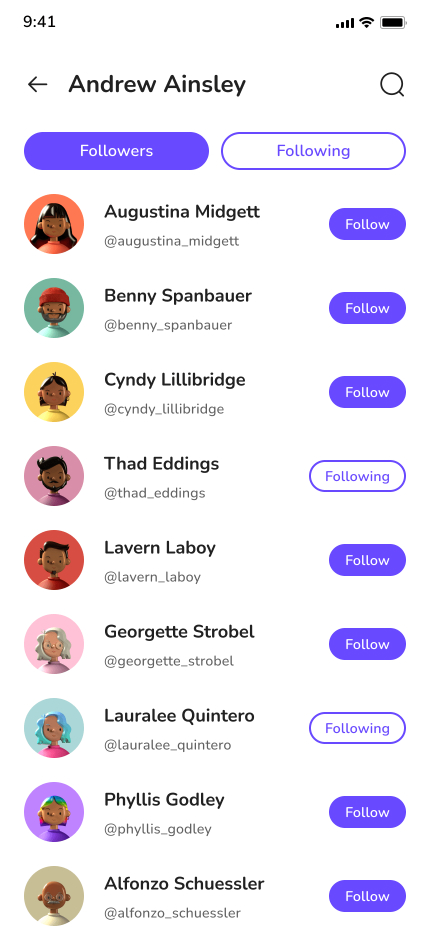 9:41
Andrew Ainsley
Followers
Following
Augustina Midgett
@augustina_midgett
Follow
Benny Spanbauer
@benny_spanbauer
Follow
Cyndy Lillibridge
@cyndy_lillibridge
Follow
Thad Eddings
@thad_eddings
Following
Lavern Laboy
@lavern_laboy
Follow
Georgette Strobel
@georgette_strobel
Follow
Lauralee Quintero
@lauralee_quintero
Following
Phyllis Godley
@phyllis_godley
Follow
Alfonzo Schuessler
@alfonzo_schuessler
Follow